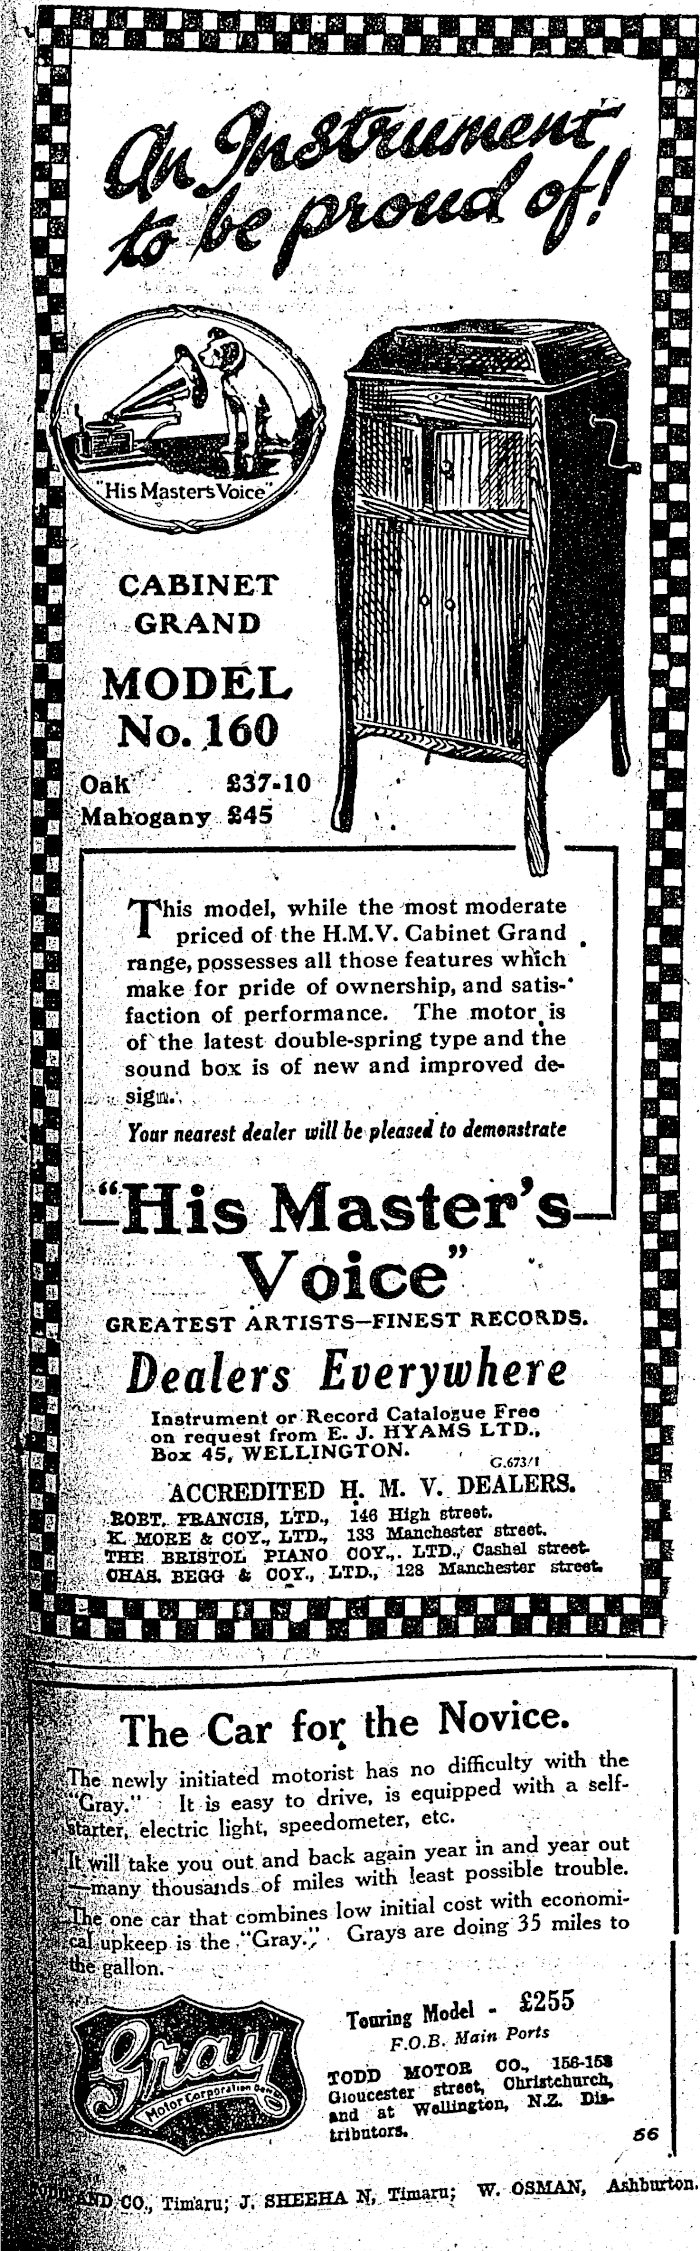 An Instrument
to be proud of!
"His Master's Voice"
CABINET
GRAND
MODEL
No. 160
Oak £37-10
Mahogany £45
This model, while the most moderate
priced of the H.M.V. Cabinet Grand
range, possesses all those features which
make for pride of ownership, and satis-
faction of performance. The motor is
of the latest double-spring type and the
sound box is of new and improved de-
sign.
Your nearest dealer will be pleased to demonstrate
"His Master's
Voice"
GREATEST ARTISTS—FINEST RECORDS.
Dealers Everywhere
Instrument or Record Catalogue Free
on request from E. J. HYAMS LTD.,
Box 45, WELLINGTON.
G.673/1
ACCREDITED H. M. V. DEALERS.
ROBT. FRANCIS, LTD., 146 High street.
K. MORE & COY., LTD., 133 Manchester street.
THE BRISTOL PIANO COY., LTD., Cashel street.
CHAS. BEGG & COY., LTD., 128 Manchester street.
The Car for the Novice.
The newly initiated motorist has no difficulty with the
"Gray." It is easy to drive, is equipped with a self-
starter, electric light, speedometer, etc.
It will take you out and back again year in and year out
—many thousands of miles with least possible trouble.
The one car that combines low initial cost with economi-
cal upkeep is the "Gray." Grays are doing 35 miles to
the gallon.
Gray
Motor Corporation
Touring Model - £255
F.O.B. Main Ports
TODD MOTOR CO., 156-158
Gloucester street, Christchurch,
and at Wellington, N.Z. Dis-
tributors.
56
AND CO., Timaru; J. SHEEHA N, Timaru; W. OSMAN, Ashburton.